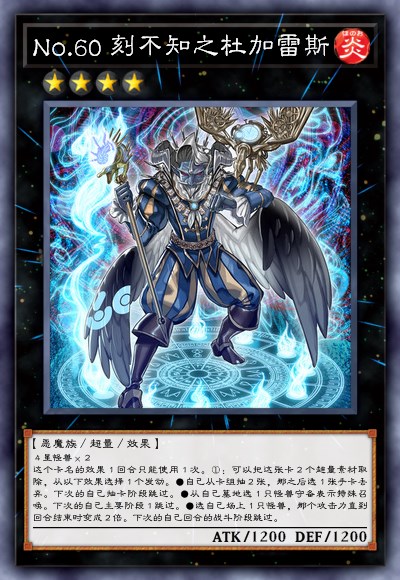 No.60 刻不知之杜加雷斯
ほのお
炎
【恶魔族/超量/效果】
4星怪兽×2
这个卡名的效果1回合只能使用1次。①：可以把这张卡2个超量素材取
除，从以下效果选择1个发动。●自己从卡组抽2张，那之后选1张手卡丢
弃。下次的自己抽卡阶段跳过。●从自己墓地选1只怪兽守备表示特殊召
唤。下次的自己主要阶段1跳过。●选自己场上1只怪兽，那个攻击力直到
回合结束时变成2倍。下次的自己回合的战斗阶段跳过。
ATK/1200 DEF/1200